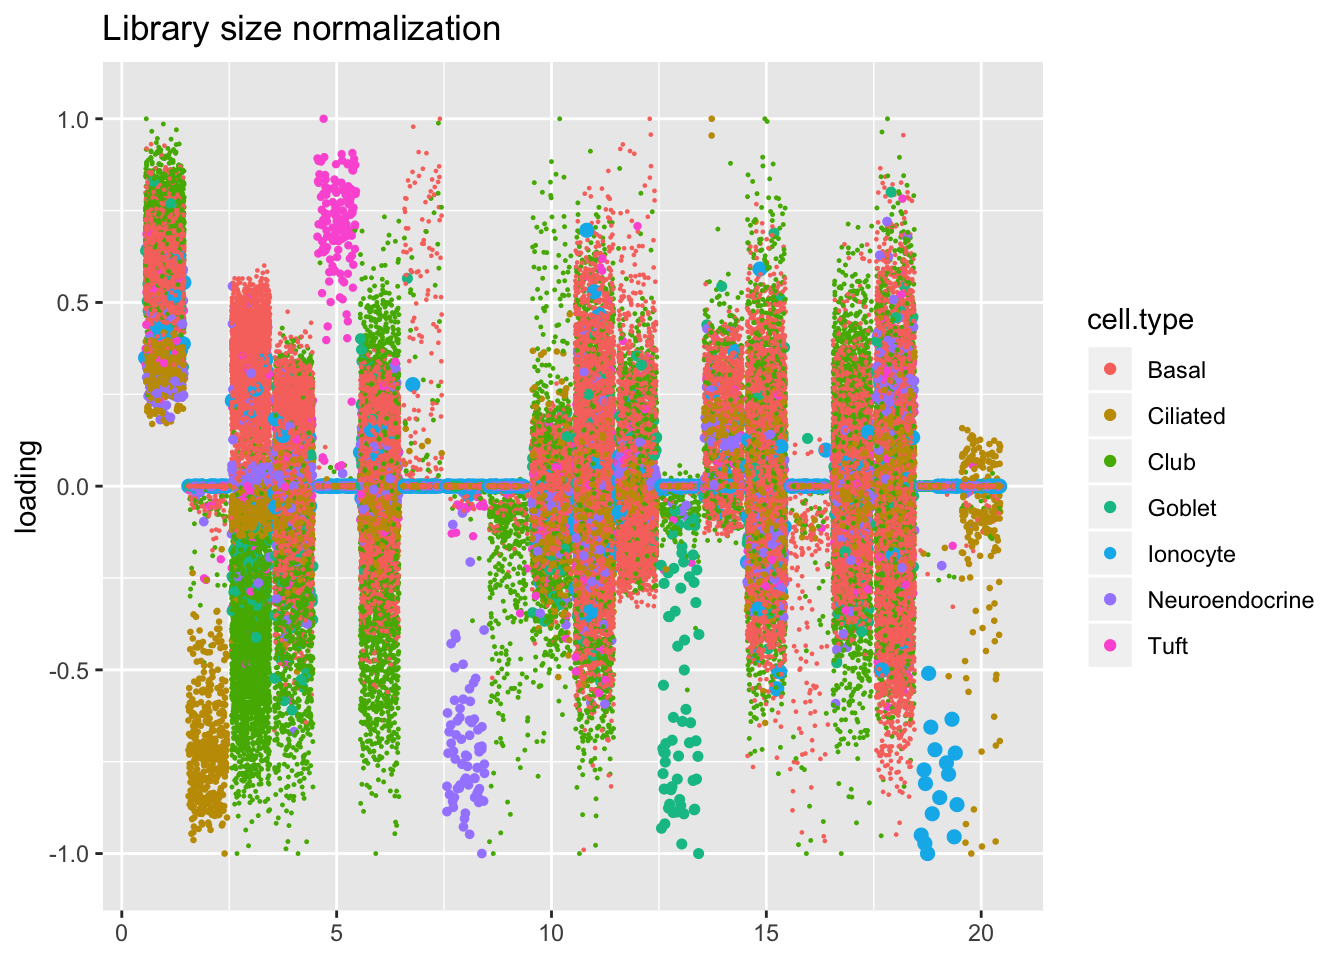 Library size normalization
loading
1.0
0.5
0.0
-0.5
-1.0
0
5
10
15
20
cell.type
Basal
Ciliated
Club
Goblet
Ionocyte
Neuroendocrine
Tuft